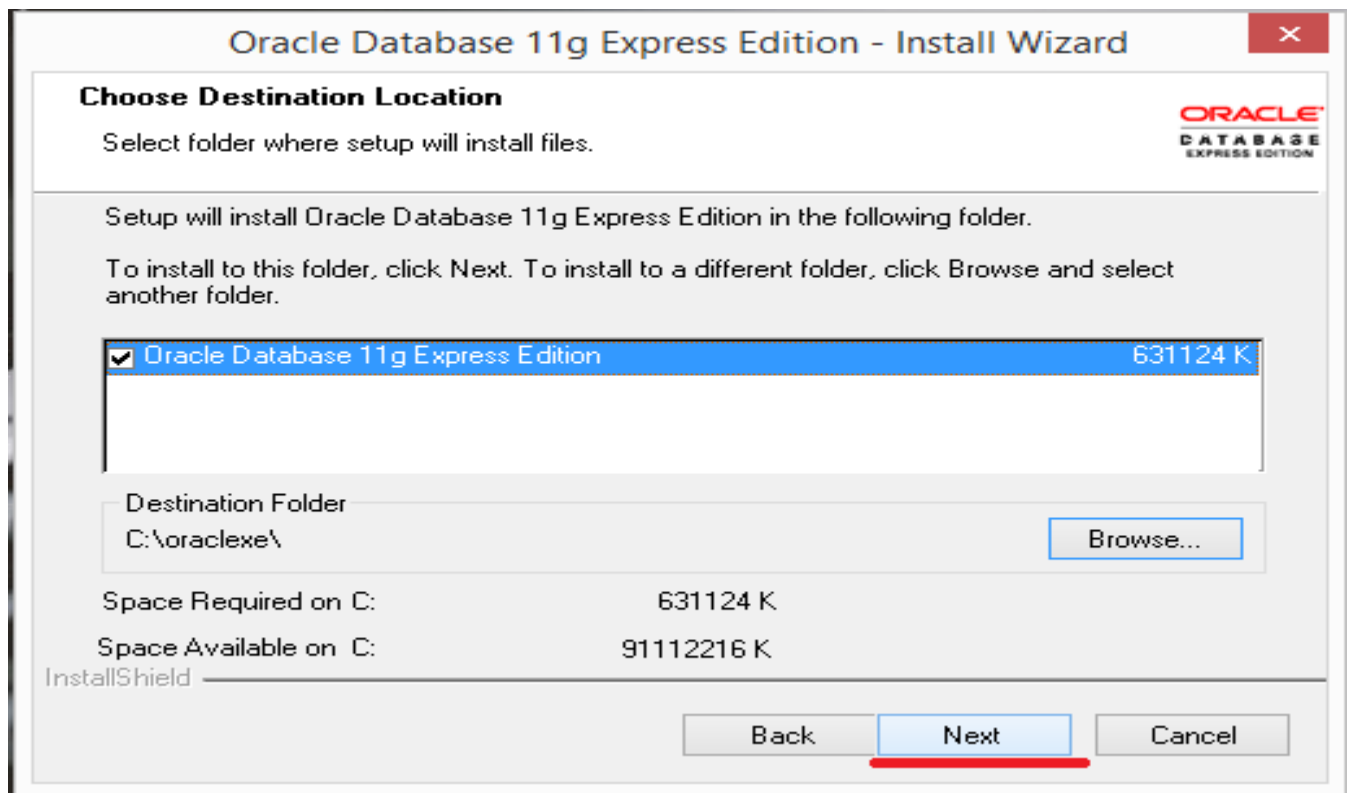 Oracle Database 11g Express Edition - Install Wizard
Choose Destination Location
Select folder where setup will install files.
ORACLE
DATABASE
EXPRESS EDITION
Setup will install Oracle Database 11g Express Edition in the following folder.
To install to this folder, click Next. To install to a different folder, click Browse and select
another folder.
Oracle Database 11g Express Edition 631124 K
Destination Folder
C:\oraclexe\ Browse...
Space Required on C: 631124 K
Space Available on C: 91112216 K
InstallShield
Back Next Cancel